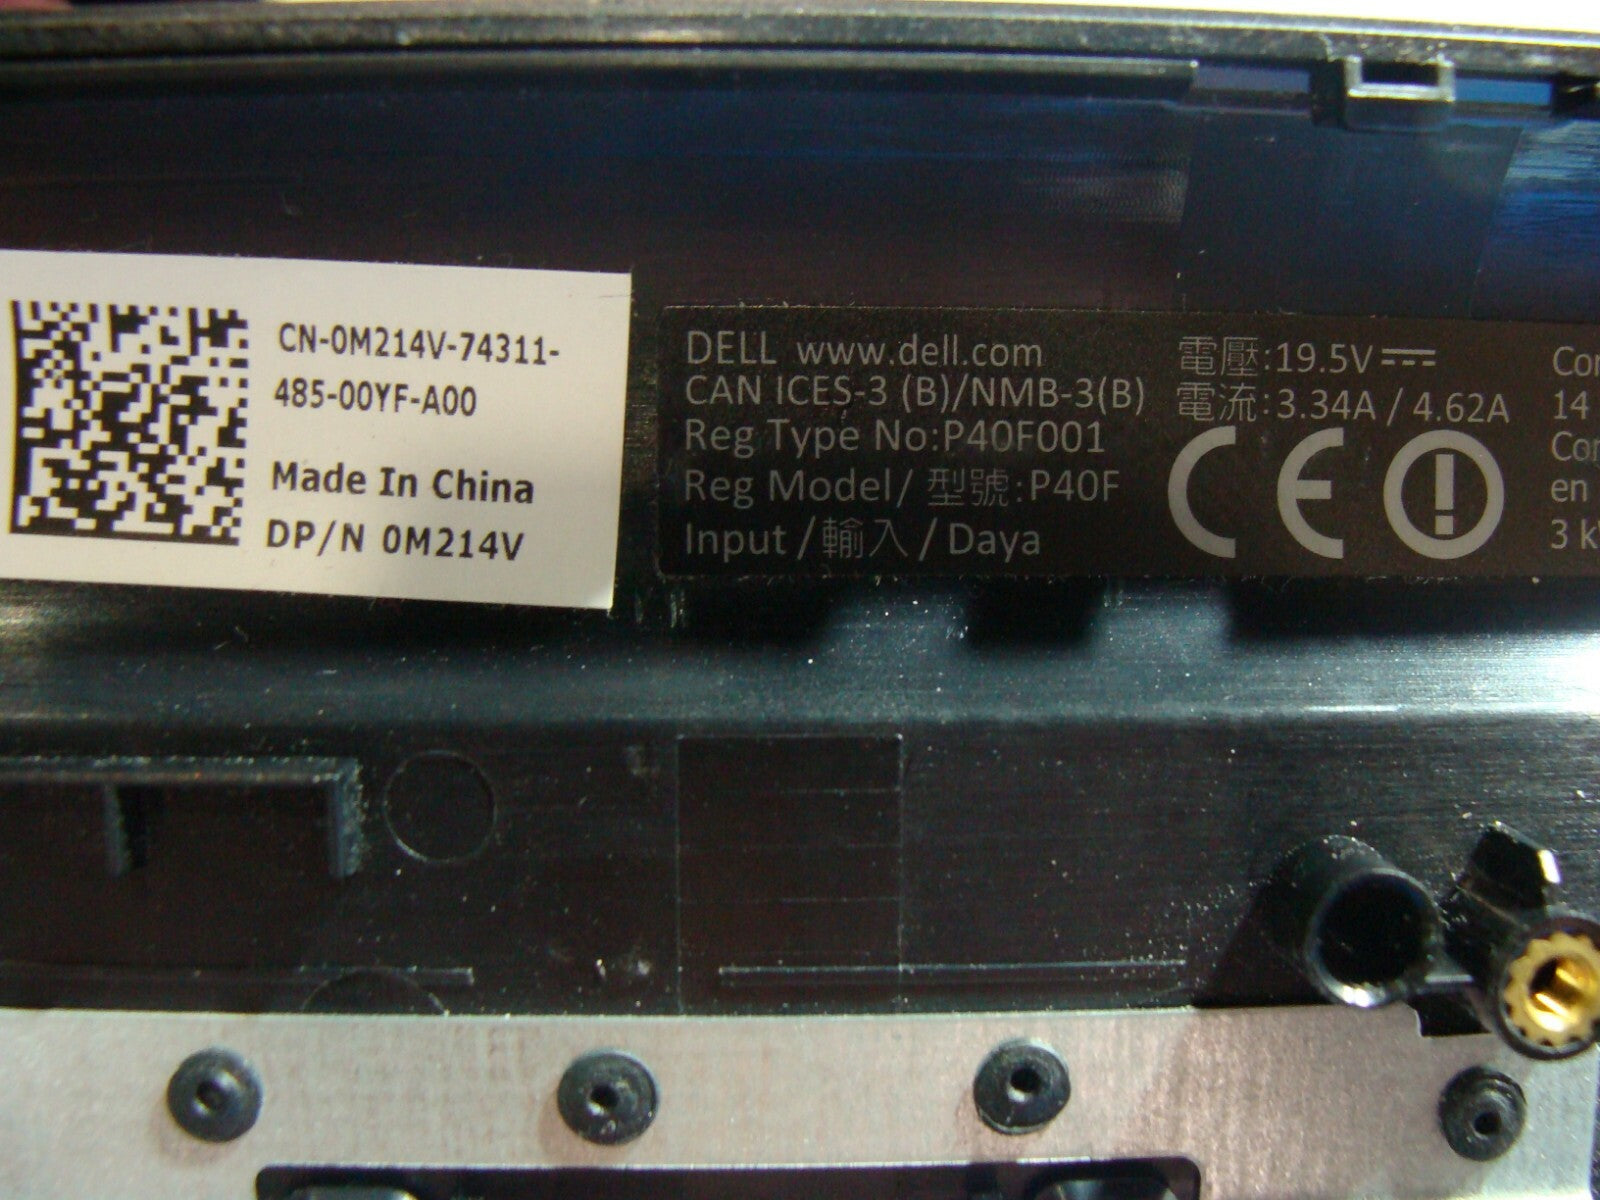 CN-0M214V-74311-
485-00YF-A00
Made In China
DP/N 0M214V
DELL www.dell.com
CAN ICES-3 (B)/NMB-3(B)
Reg Type No:P40F001
Reg Model/ 型號:P40F
Input /輸入 / Daya
電壓:19.5V
電流:3.34A / 4.62A
CE
14
en